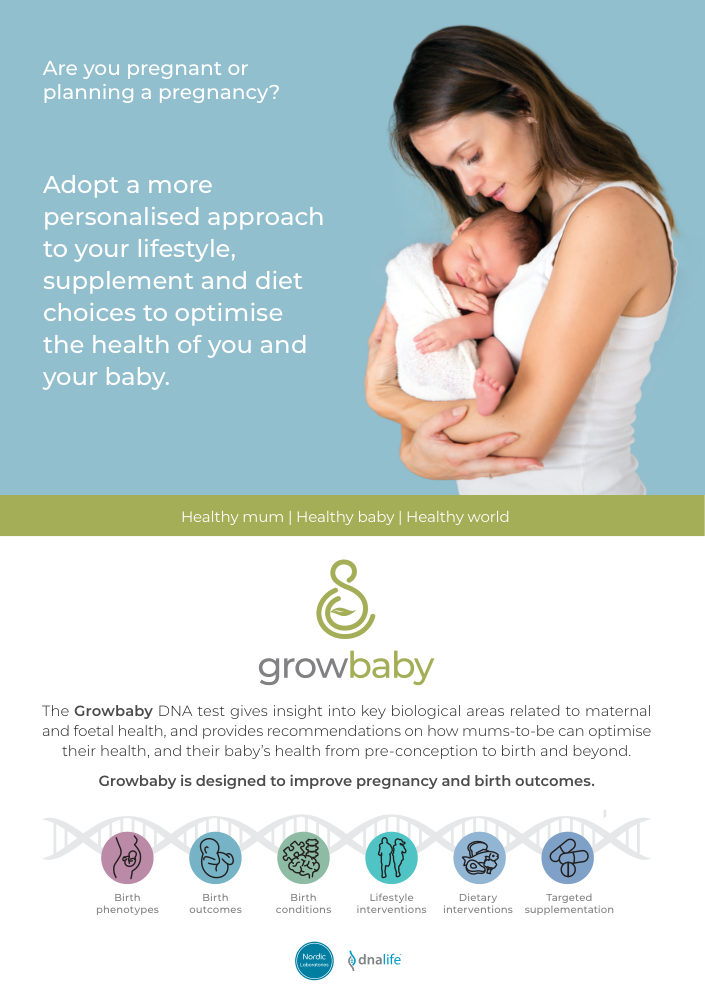 Are you pregnant or
planning a pregnancy?
Adopt a more
personalised approach
to your lifestyle,
supplement and diet
choices to optimise
the health of you and
your baby.
Healthy mum | Healthy baby | Healthy world
growbaby
The Growbaby DNA test gives insight into key biological areas related to maternal
and foetal health, and provides recommendations on how mums-to-be can optimise
their health, and their baby's health from pre-conception to birth and beyond.
Growbaby is designed to improve pregnancy and birth outcomes.
Birth
phenotypes
Birth
outcomes
Birth
conditions
Lifestyle
interventions
Dietary
interventions
Targeted
supplementation
Nordic
Laboratories
dnalife